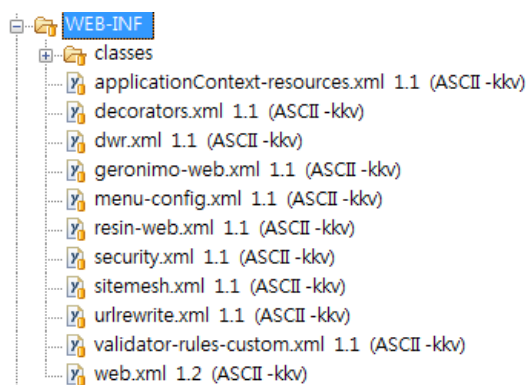 WEB-INF
classes
applicationContext-resources.xml 1.1 (ASCII -kkv)
decorators.xml 1.1 (ASCII -kkv)
dwr.xml 1.1 (ASCII -kkv)
geronimo-web.xml 1.1 (ASCII -kkv)
menu-config.xml 1.1 (ASCII -kkv)
resin-web.xml 1.1 (ASCII -kkv)
security.xml 1.1 (ASCII -kkv)
sitemesh.xml 1.1 (ASCII -kkv)
urlrewrite.xml 1.1 (ASCII -kkv)
validator-rules-custom.xml 1.1 (ASCII -kkv)
web.xml 1.2 (ASCII -kkv)